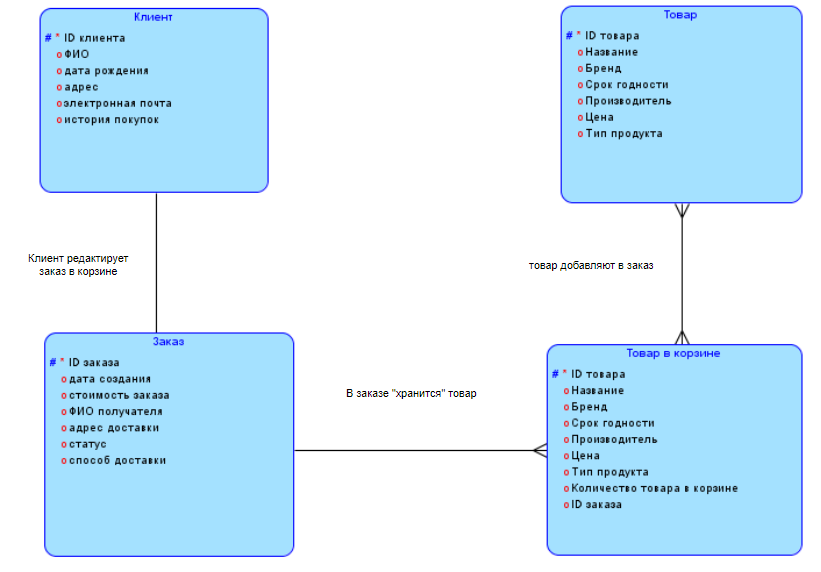 Клиент
# * ID клиента
o ФИО
o дата рождения
o адрес
o электронная почта
o история покупок
Товар
# * ID товара
o Название
o Бренд
o Срок годности
o Производитель
o Цена
o Тип продукта
Клиент редактирует
заказ в корзине
товар добавляют в заказ
Заказ
# * ID заказа
o дата создания
o стоимость заказа
o ФИО получателя
o адрес доставки
o статус
o способ доставки
В заказе "хранится" товар
Товар в корзине
# * ID товара
o Название
o Бренд
o Срок годности
o Производитель
o Цена
o Тип продукта
o Количество товара в корзине
o ID заказа